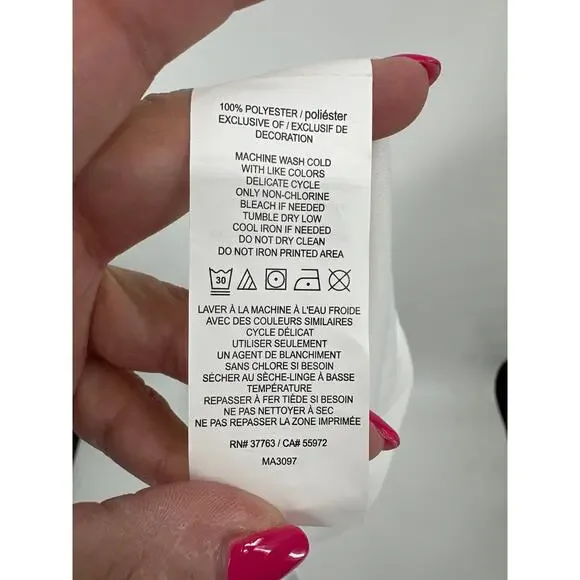 100% POLYESTER / poliéster
EXCLUSIVE OF / EXCLUSIF DE
DECORATION
MACHINE WASH COLD
WITH LIKE COLORS
DELICATE CYCLE
ONLY NON-CHLORINE
BLEACH IF NEEDED
TUMBLE DRY LOW
COOL IRON IF NEEDED
DO NOT DRY CLEAN
DO NOT IRON PRINTED AREA
30
LAVER À LA MACHINE À L'EAU FROIDE
AVEC DES COULEURS SIMILAIRES
CYCLE DÉLICAT
UTILISER SEULEMENT
UN AGENT DE BLANCHIMENT
SANS CHLORE SI BESOIN
SÉCHER AU SÈCHE-LINGE À BASSE
TEMPÉRATURE
REPASSER À FER TIÈDE SI BESOIN
NE PAS NETTOYER À SEC
NE PAS REPASSER LA ZONE IMPRIMÉE
RN# 37763 / CA# 55972
MA3097